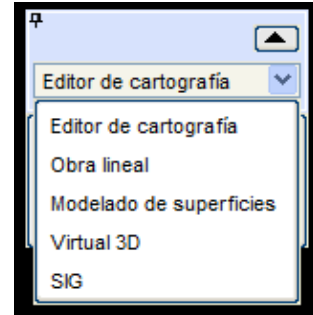 Editor de cartografía
Editor de cartografía
Obra lineal
Modelado de superficies
Virtual 3D
SIG